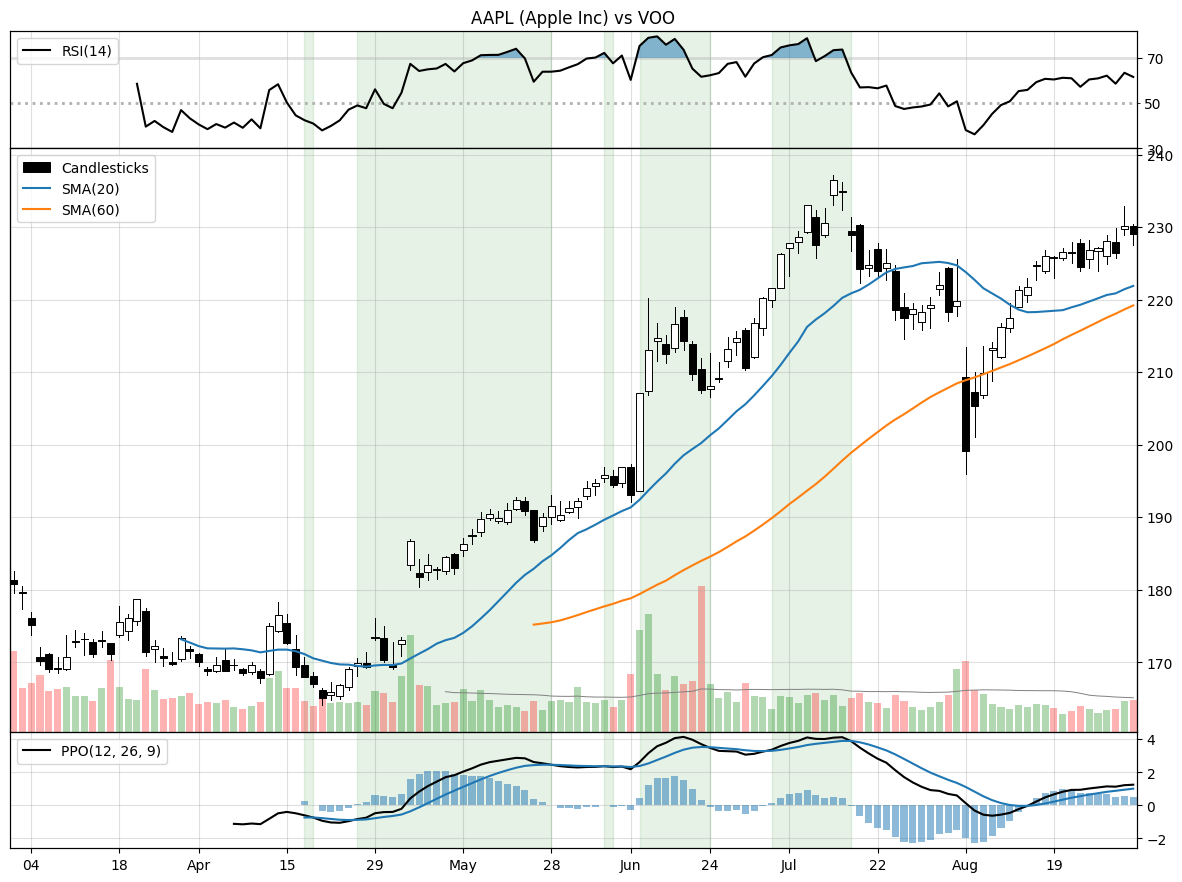 AAPL (Apple Inc) vs VOO
RSI(14)
70
50
30
Candlesticks
SMA(20)
SMA(60)
240
230
220
210
200
190
180
170
PPO(12, 26, 9)
4
2
0
−2
04 18 Apr 15 29 May 28 Jun 24 Jul 22 Aug 19